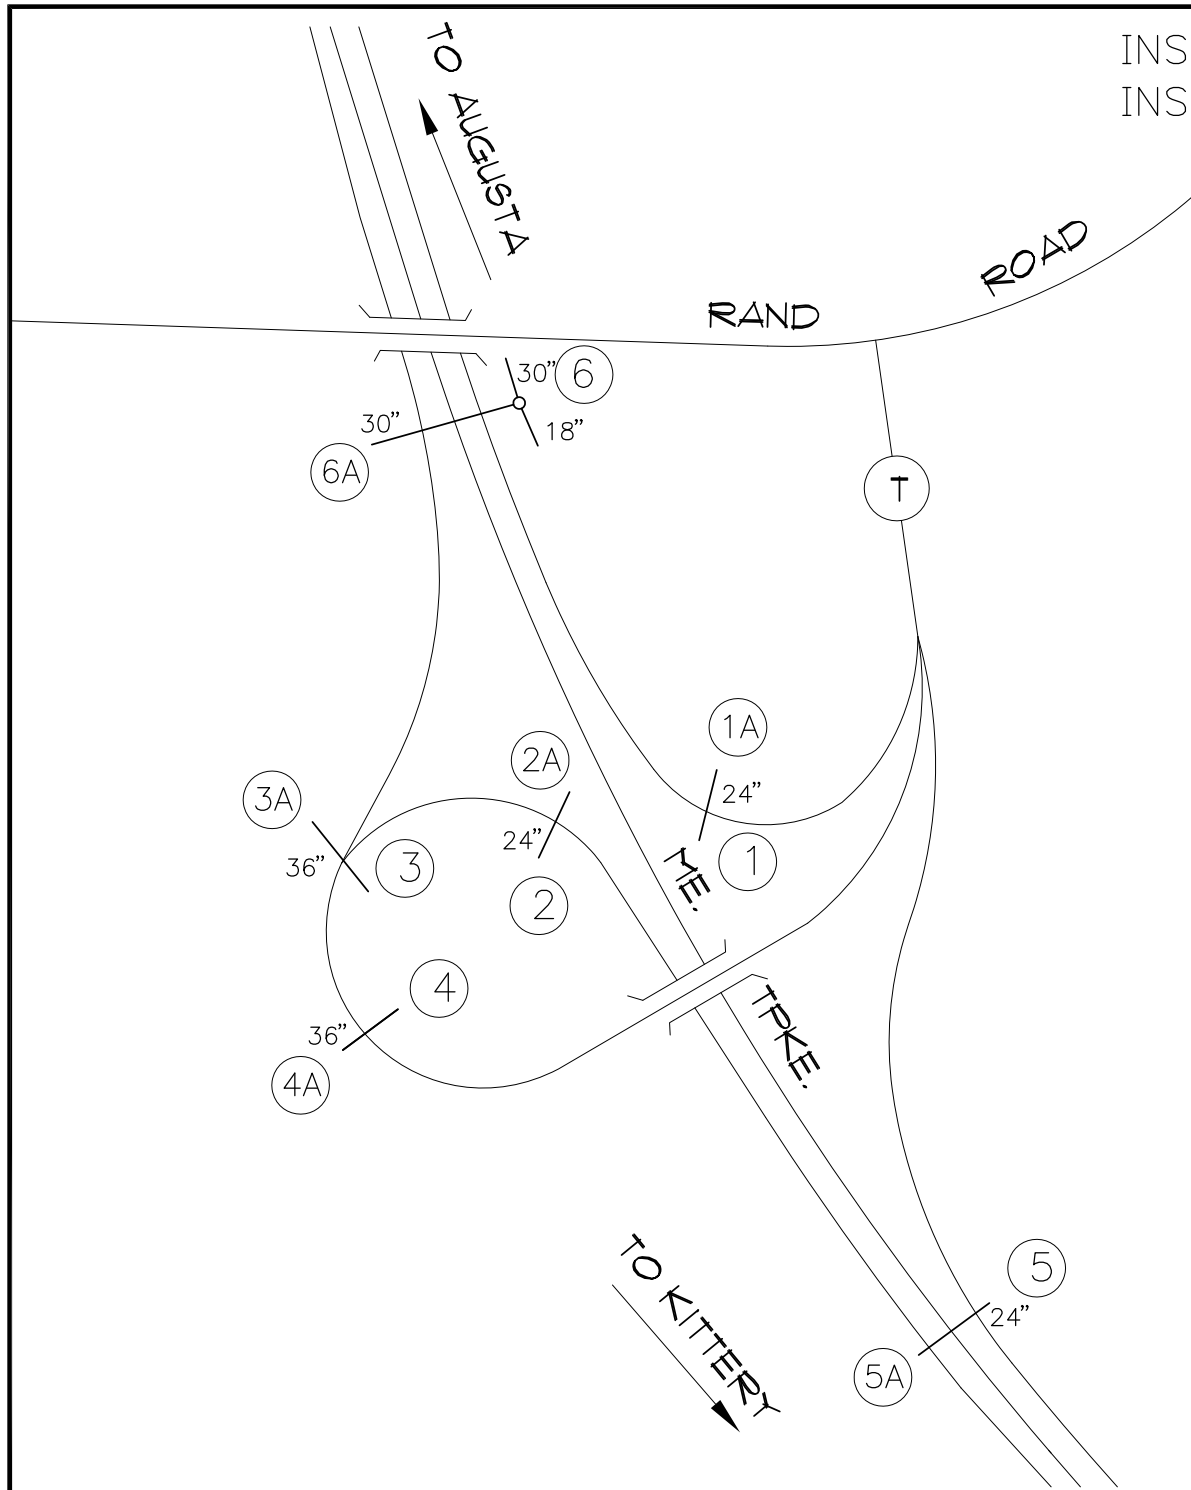 INS
INS
TO AUGUSTA
ROAD
RAND
30” 6
30”
18”
6A
T
1A
2A
24”
3A
24”
36”
3
ME.
1
2
4
36”
TPKE.
4A
TO KITTERY
5
24”
5A